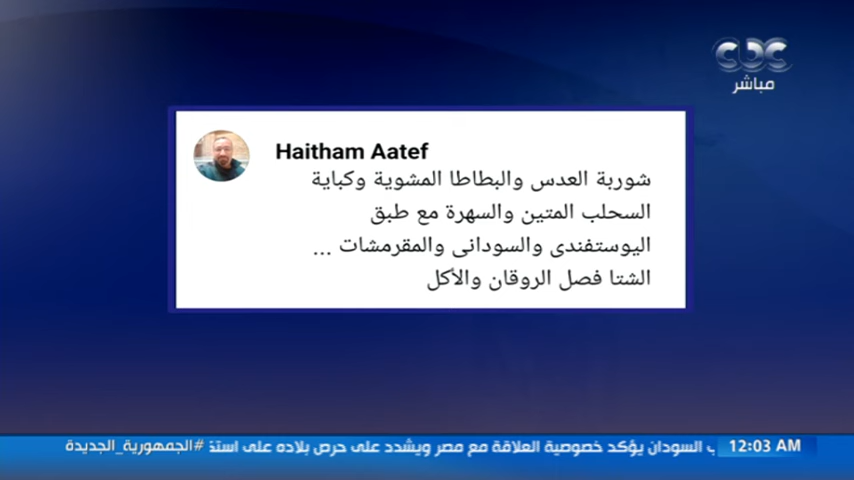 CBC
مباشر
Haitham Aatef
شوربة العدس والبطاطا المشوية وكباية
السحلب المتين والسهرة مع طبق
اليوستفندى والسودانى والمقرمشات ...
الشتا فصل الروقان والأكل
12:03 AM
السودان يؤكد خصوصية العلاقة مع مصر ويشدد على حرص بلاده على
#الجمهورية_الجديدة